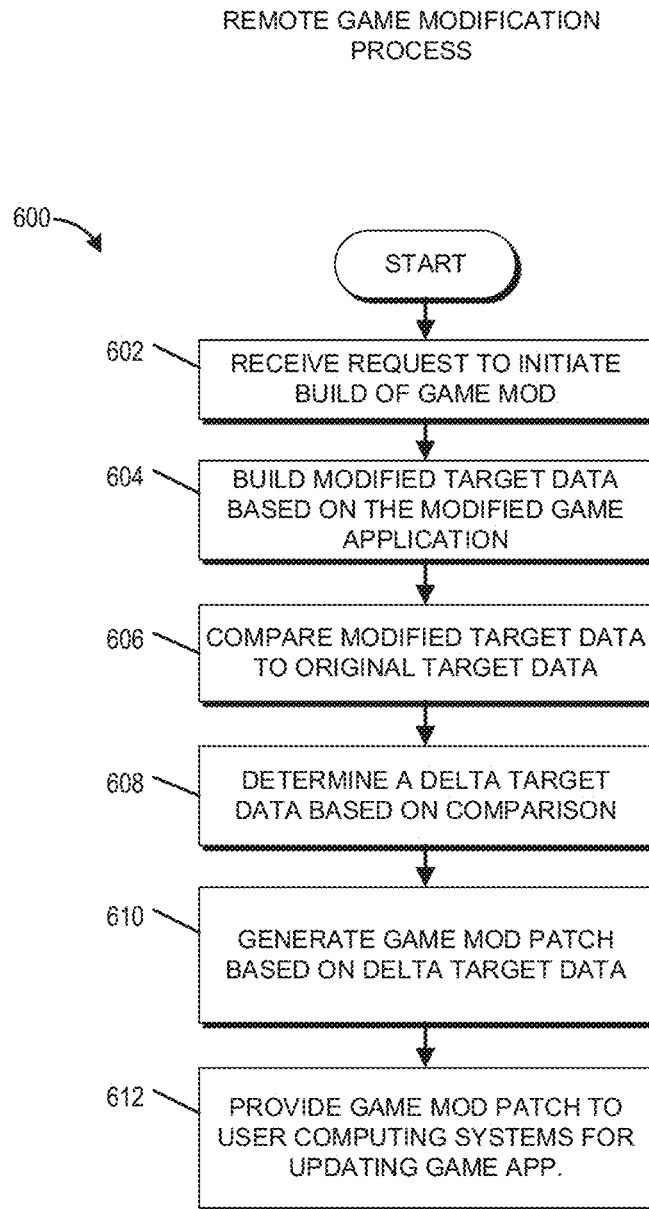 REMOTE GAME MODIFICATION
PROCESS
600
START
602
RECEIVE REQUEST TO INITIATE
BUILD OF GAME MOD
604
BUILD MODIFIED TARGET DATA
BASED ON THE MODIFIED GAME
APPLICATION
606
COMPARE MODIFIED TARGET DATA
TO ORIGINAL TARGET DATA
608
DETERMINE A DELTA TARGET
DATA BASED ON COMPARISON
610
GENERATE GAME MOD PATCH
BASED ON DELTA TARGET DATA
612
PROVIDE GAME MOD PATCH TO
USER COMPUTING SYSTEMS FOR
UPDATING GAME APP.